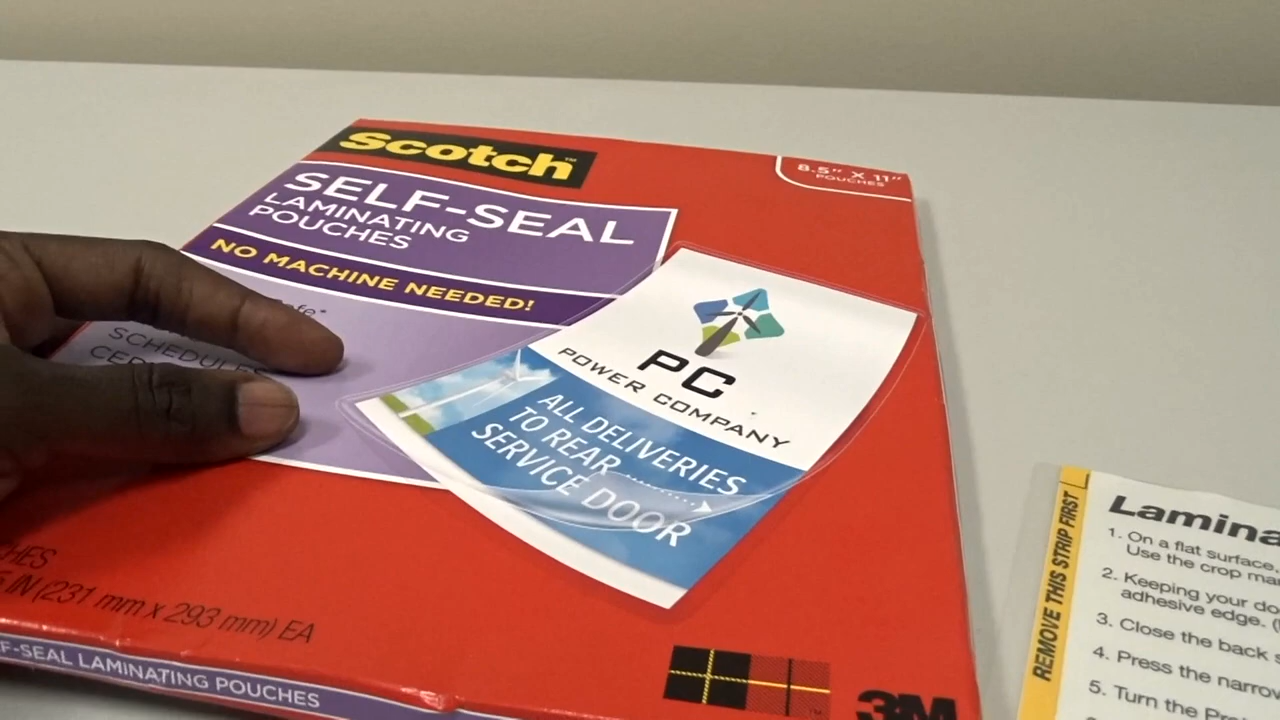 Scotch™
8.5" X 11"
POUCHES
SELF-SEAL
LAMINATING
POUCHES
NO MACHINE NEEDED!
SCHEDULES
PC
POWER COMPANY
ALL DELIVERIES
TO REAR
SERVICE DOOR
IN (231 mm x 293 mm) EA
F-SEAL LAMINATING POUCHES
3M
REMOVE THIS STRIP FIRST
Lamina
1. On a flat surface,
Use the crop ma
2. Keeping your do
adhesive edge. (
3. Close the back s
4. Press the narrow
5. Turn the Pro